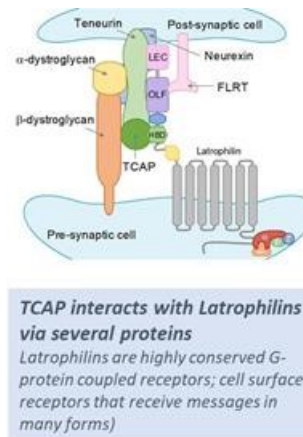 Teneurin
Post-synaptic cell
LEC
Neurexin
α-dystroglycan
OLF
FLRT
β-dystroglycan
HBD
TCAP
Latrophilin
Pre-synaptic cell
TCAP interacts with Latrophilins
via several proteins
Latrophilins are highly conserved G-
protein coupled receptors; cell surface
receptors that receive messages in
many forms)